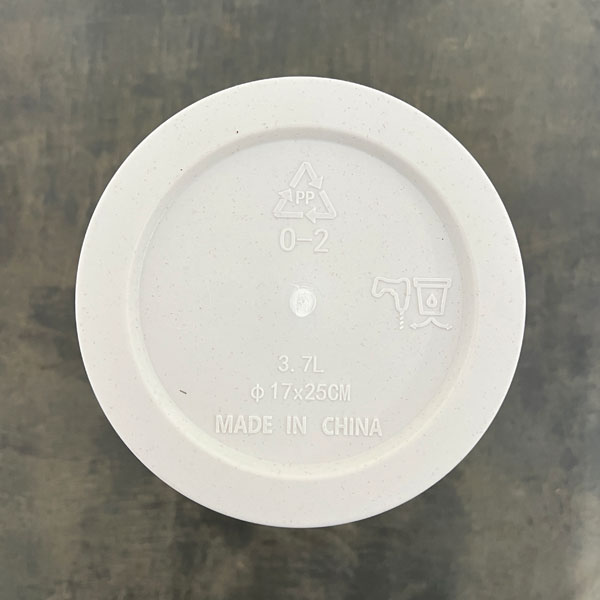 PP
0-2
3.7L
φ17x25CM
MADE IN CHINA